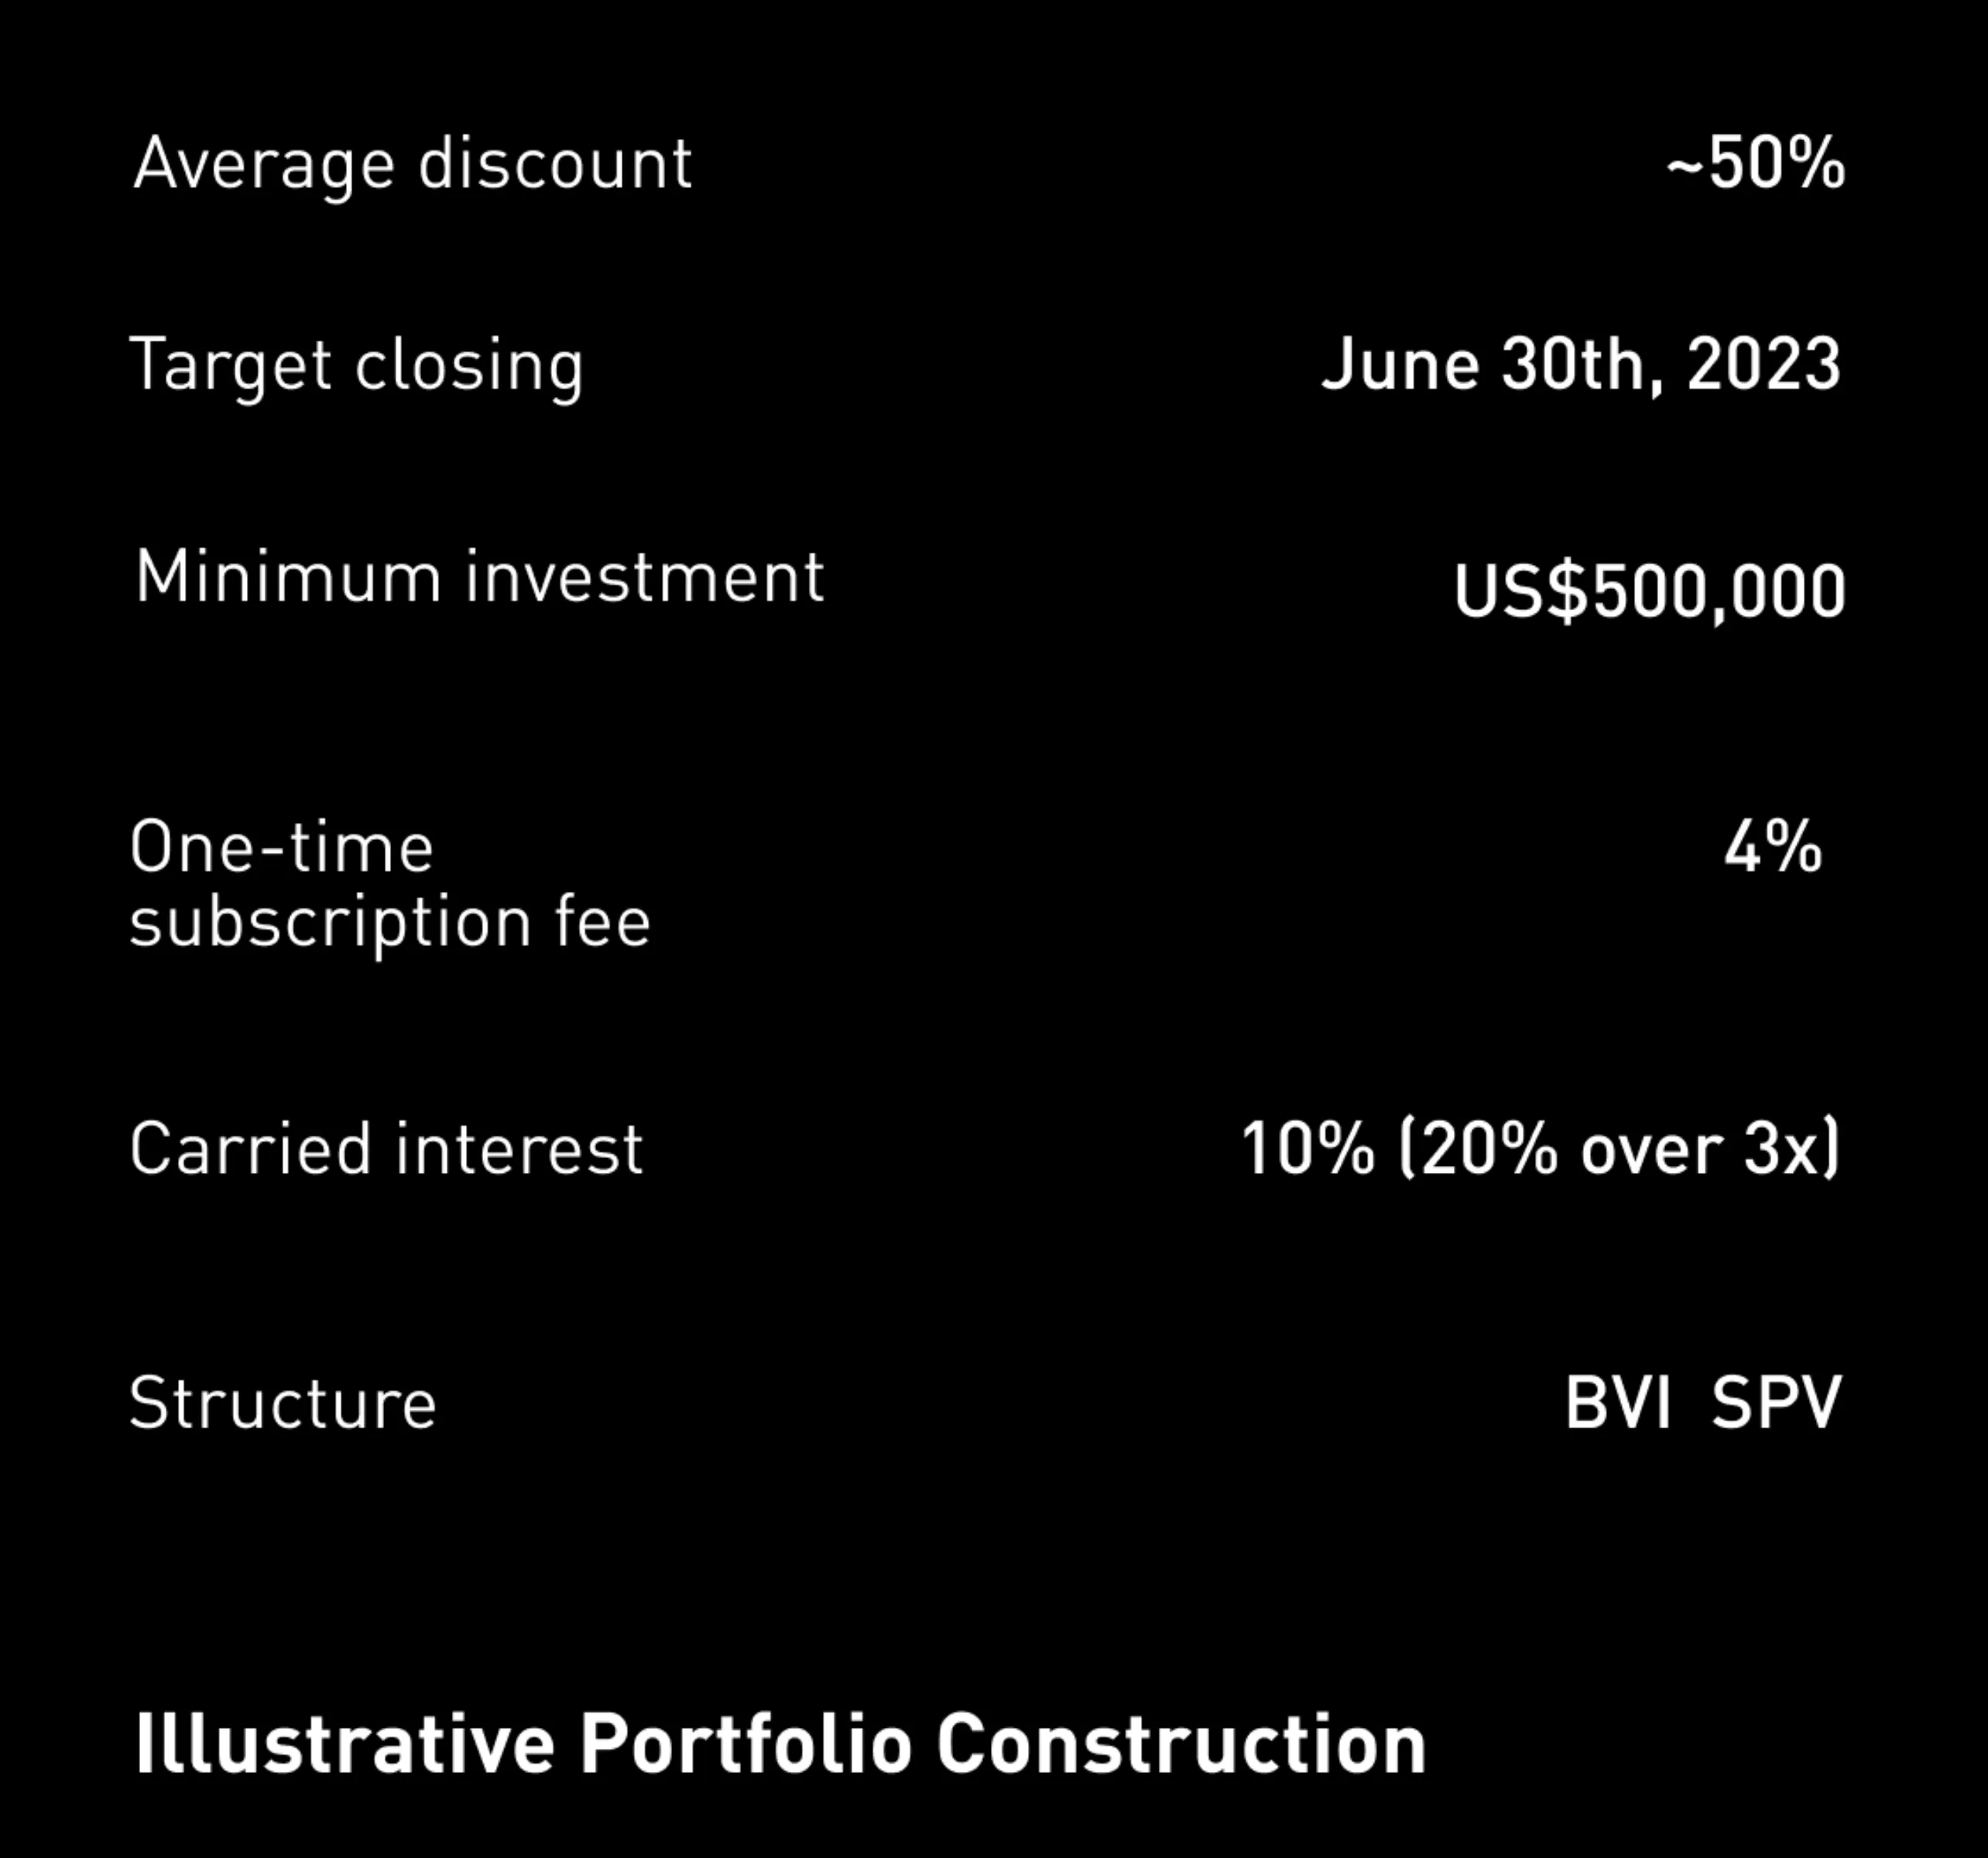 Average discount ~50%
Target closing June 30th, 2023
Minimum investment US$500,000
One-time 4%
subscription fee
Carried interest 10% (20% over 3x)
Structure BVI SPV
Illustrative Portfolio Construction